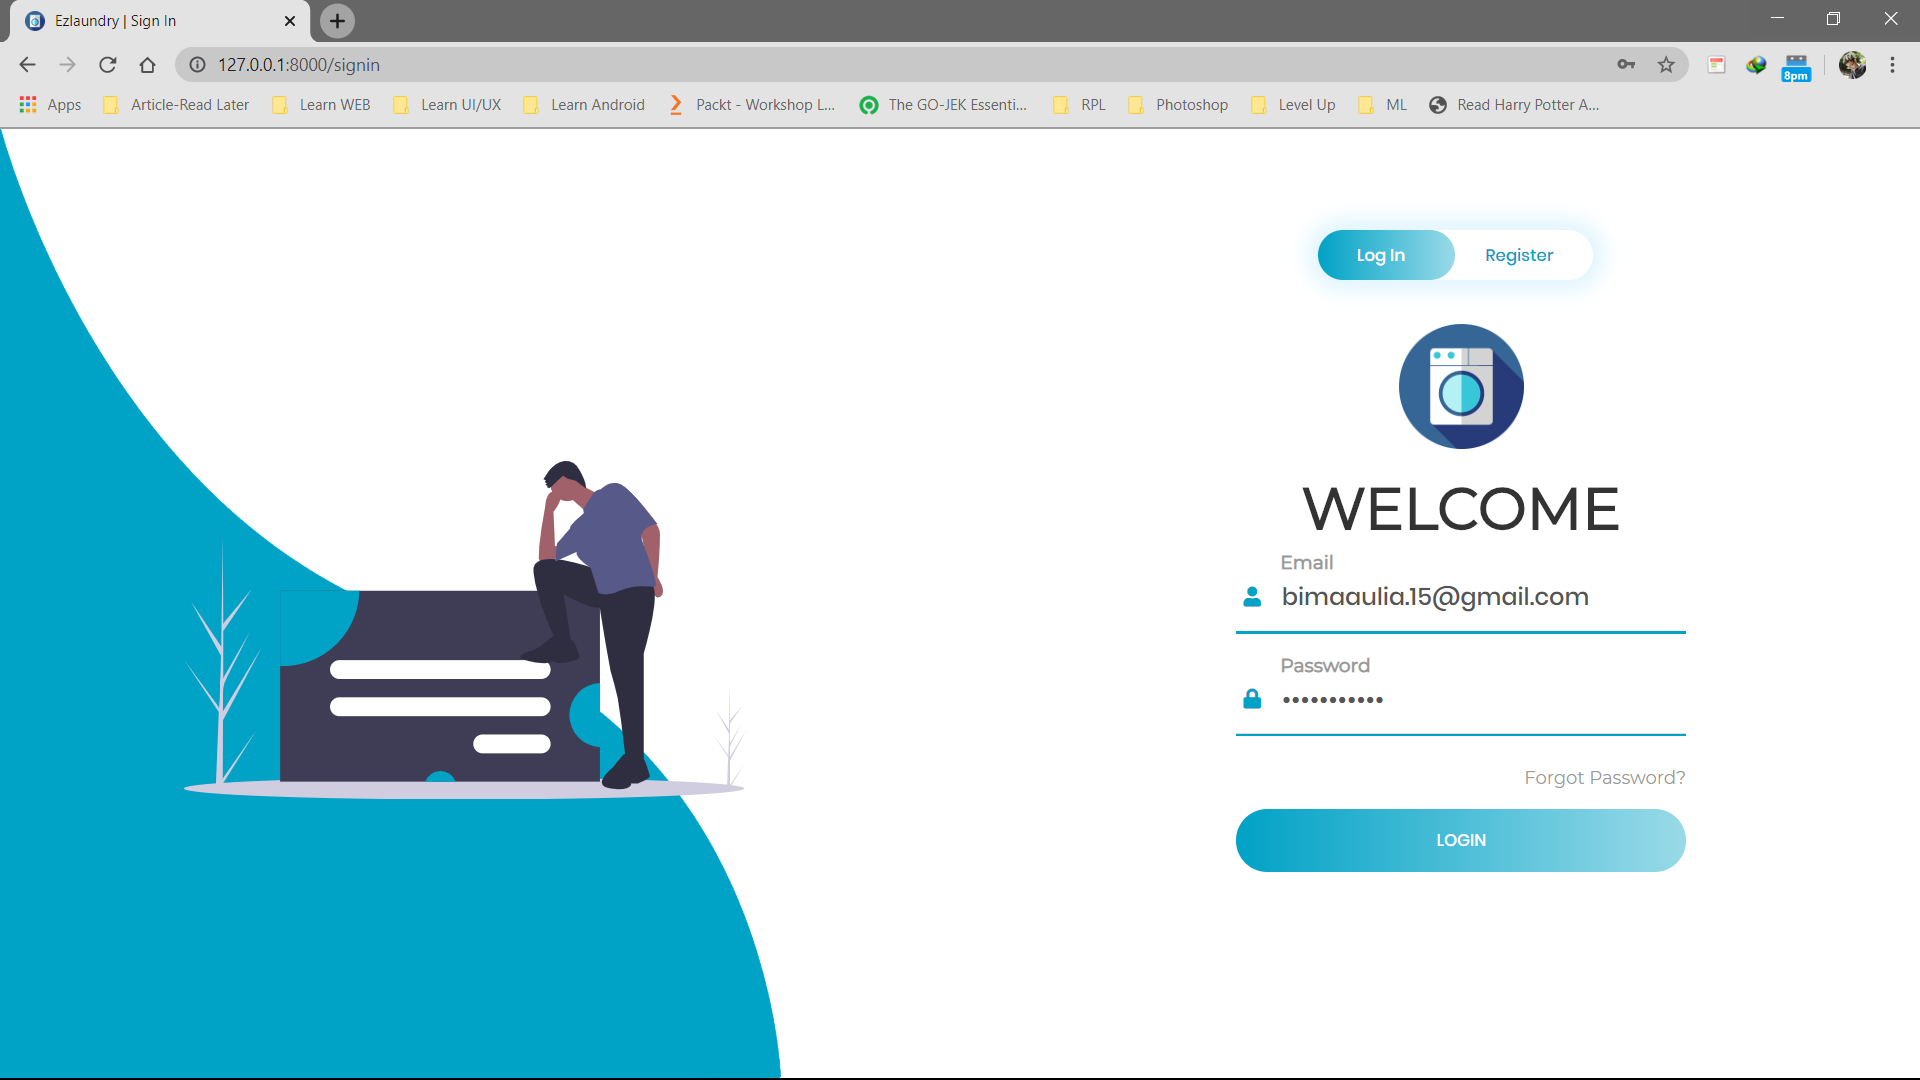 Ezlaundry | Sign In
127.0.0.1:8000/signin
8pm
Apps Article-Read Later Learn WEB Learn UI/UX Learn Android Packt - Workshop L... The GO-JEK Essenti... RPL Photoshop Level Up ML Read Harry Potter A...
Log In Register
WELCOME
Email
bimaaulia.15@gmail.com
Password
•••••••••••
Forgot Password?
LOGIN